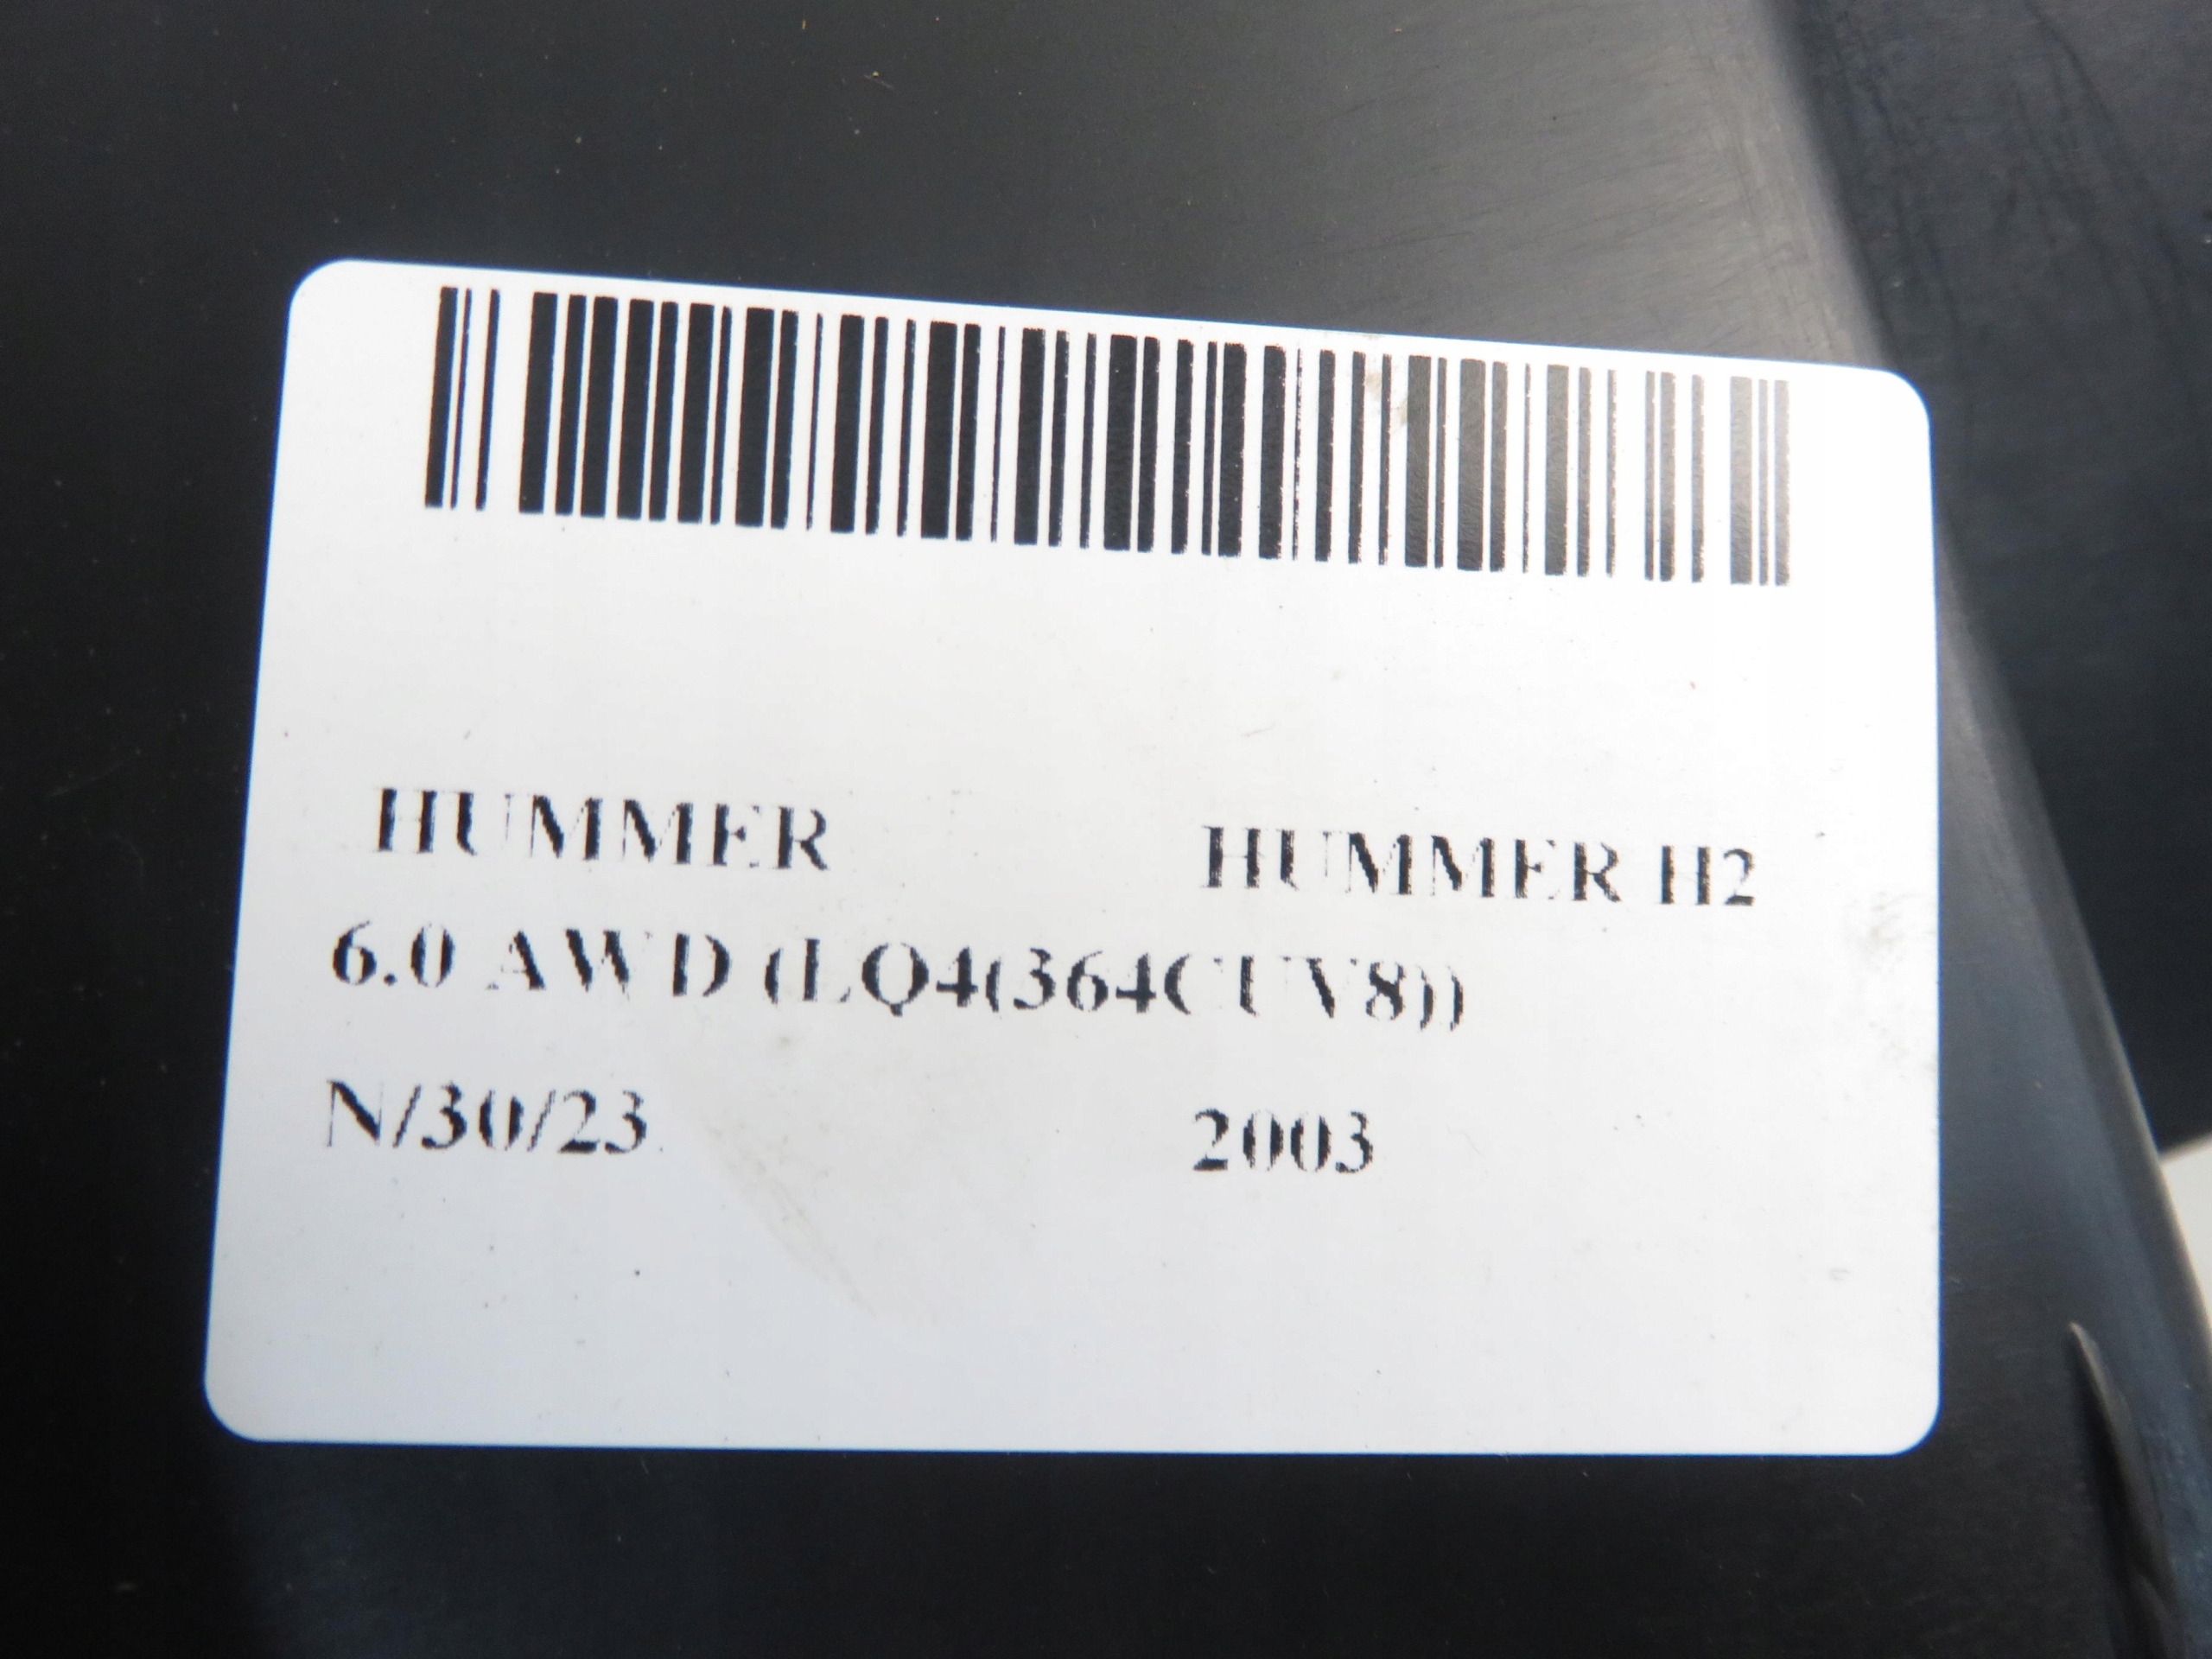 HUMMER HUMMER H2
6.0 AWD (LQ4(364CUV8))
N/30/23 2003